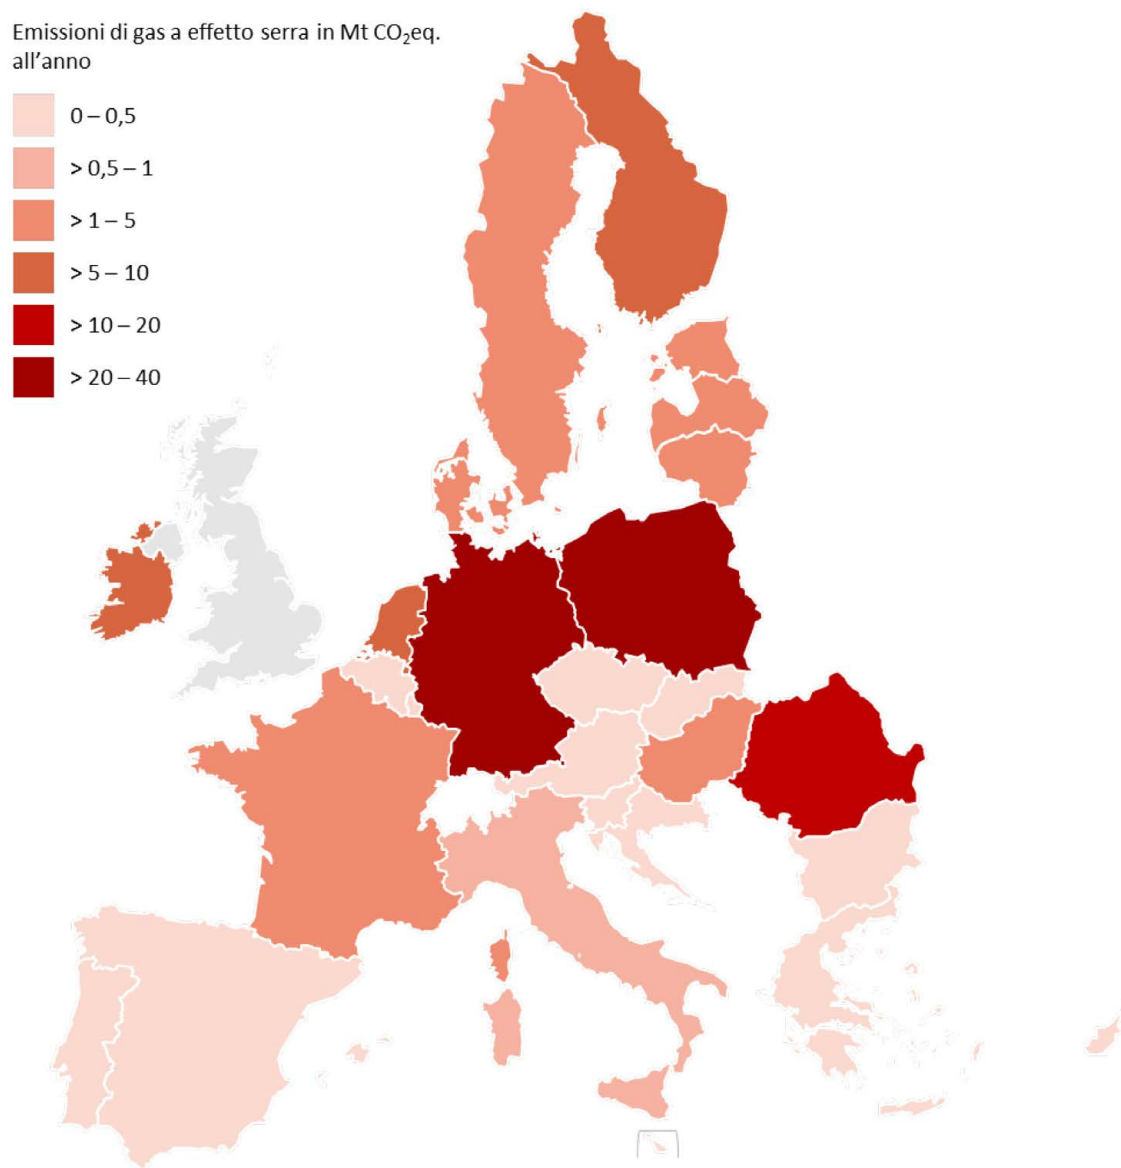 Emissioni di gas a effetto serra in Mt CO₂eq.
all’anno
0 – 0,5
> 0,5 – 1
> 1 – 5
> 5 – 10
> 10 – 20
> 20 – 40